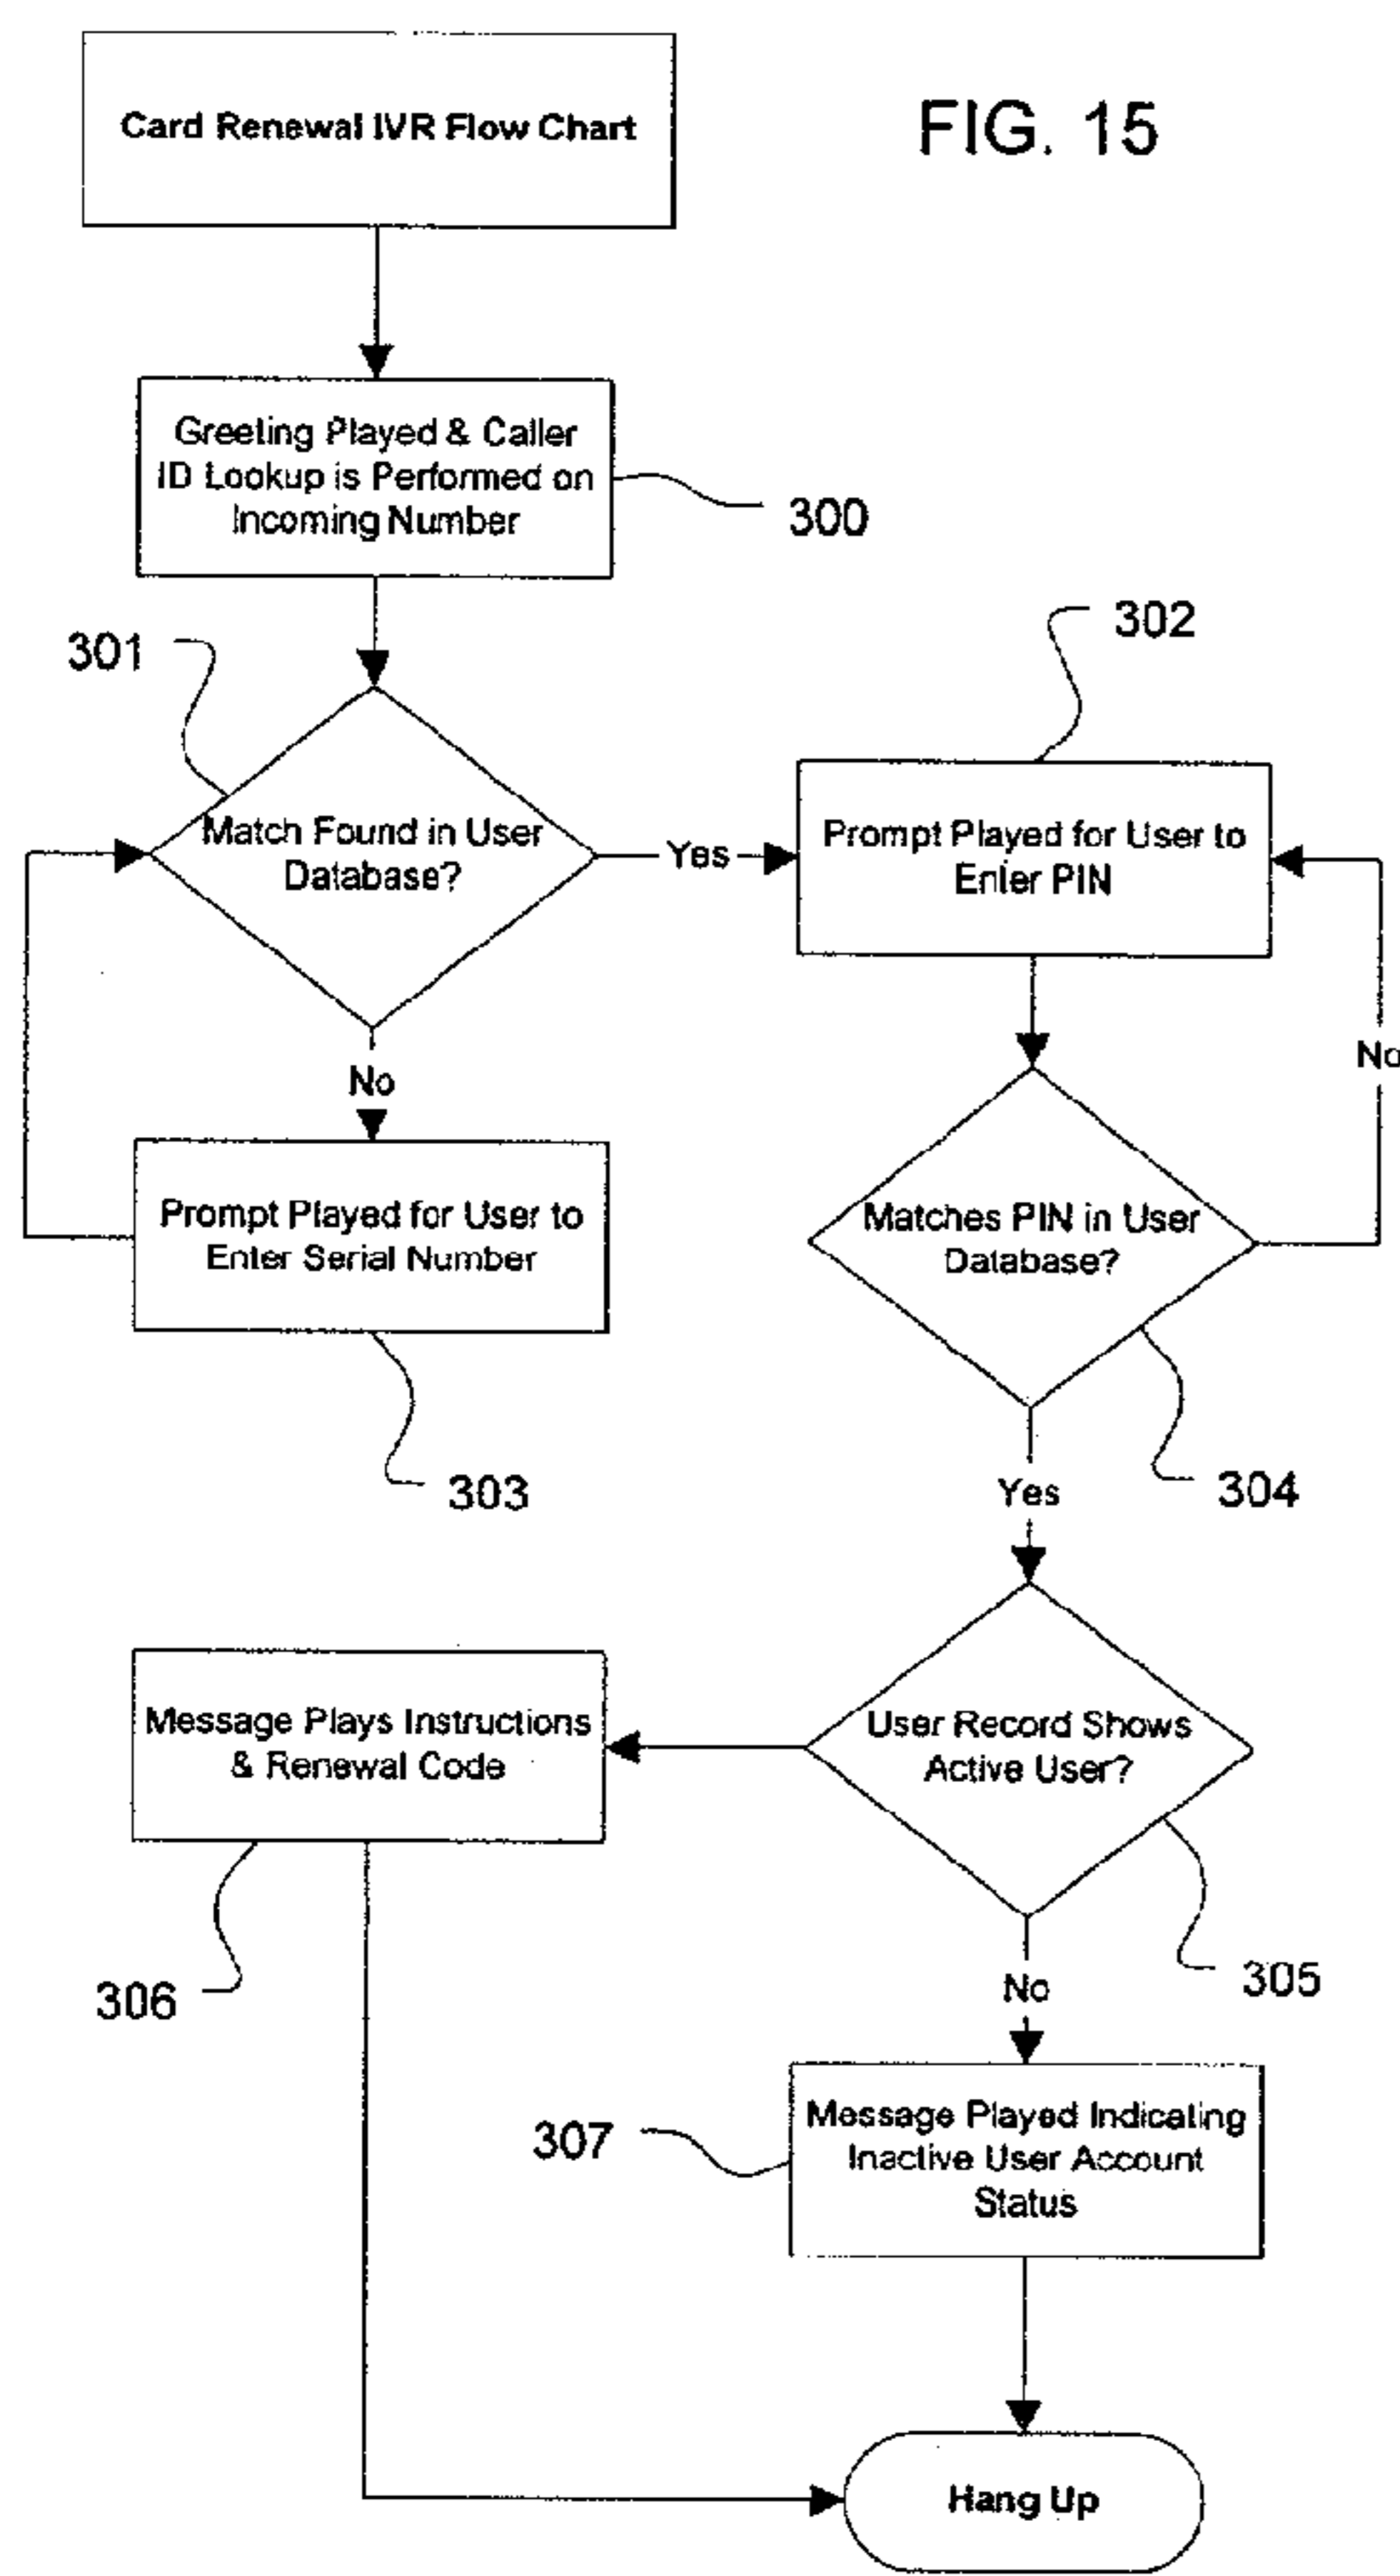 Card Renewal IVR Flow Chart
FIG. 15
Greeting Played & Caller
ID Lookup is Performed on
Incoming Number
300
301
302
Match Found in User
Database?
Yes
Prompt Played for User to
Enter PIN
No
No
Prompt Played for User to
Enter Serial Number
Matches PIN in User
Database?
303
304
Yes
Message Plays Instructions
& Renewal Code
User Record Shows
Active User?
306
305
No
307
Message Played Indicating
Inactive User Account
Status
Hang Up